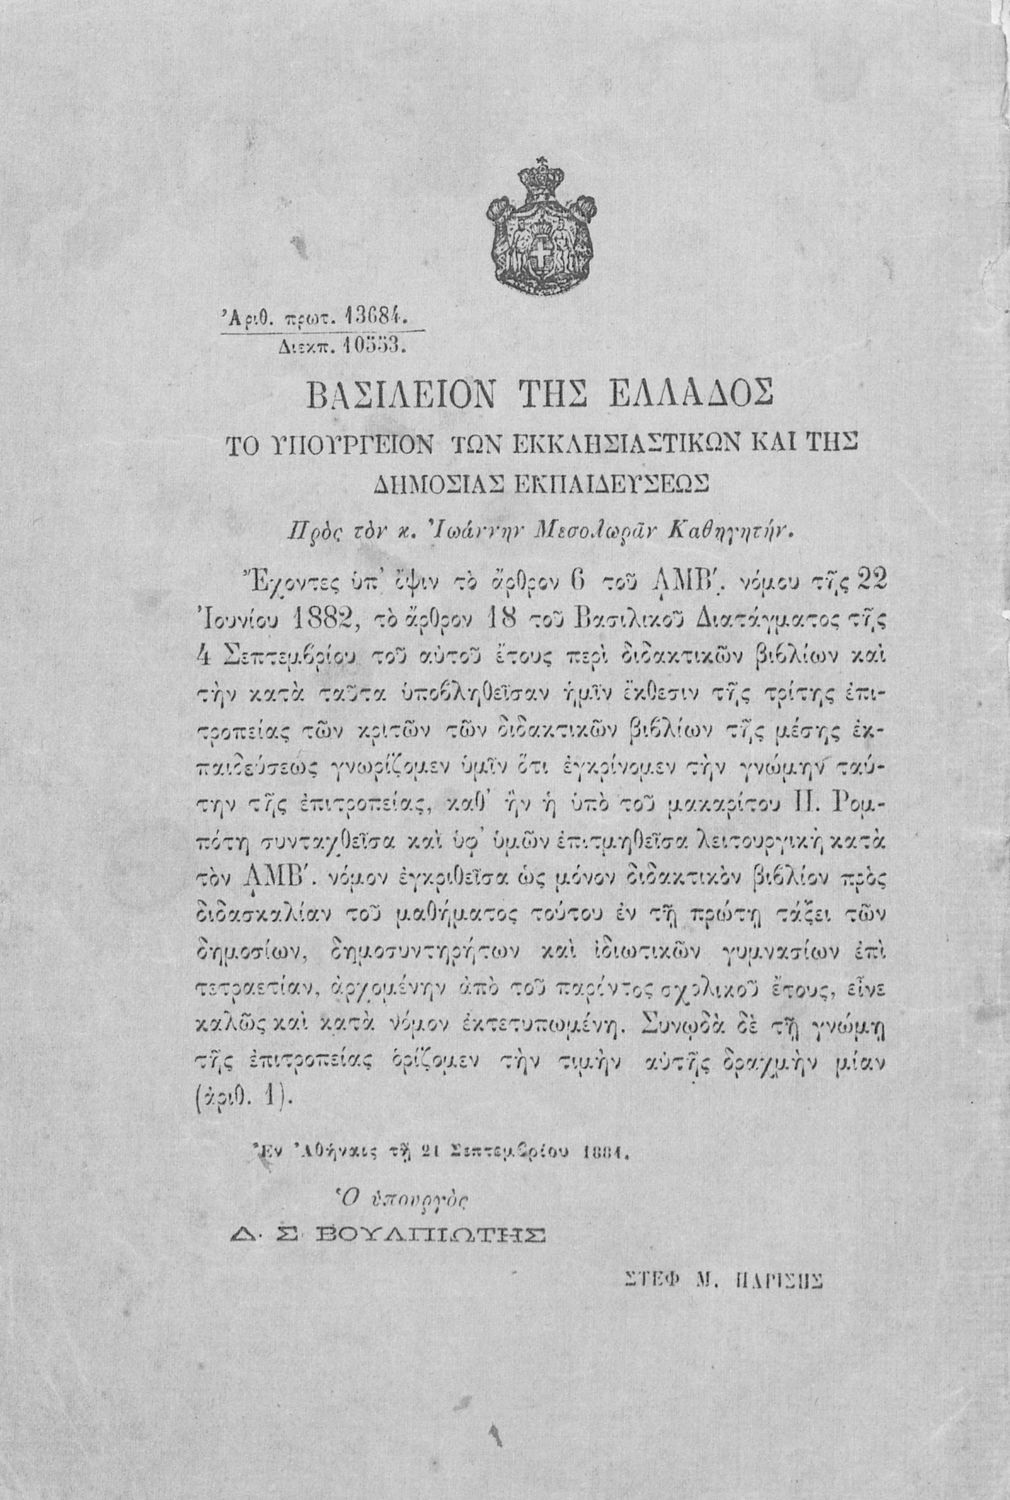 Ἀριθ. πρωτ. 13684.
Διεκπ. 10553.
ΒΑΣΙΛΕΙΟΝ ΤΗΣ ΕΛΛΑΔΟΣ
ΤΟ ΥΠΟΥΡΓΕΙΟΝ ΤΩΝ ΕΚΚΛΗΣΙΑΣΤΙΚΩΝ ΚΑΙ ΤΗΣ
ΔΗΜΟΣΙΑΣ ΕΚΠΑΙΔΕΥΣΕΩΣ
Πρὸς τὸν κ. Ἰωάννην Μεσολωρᾶν Καθηγητήν.
Ἔχοντες ὑπ' ὄψιν τὸ ἄρθρον 6 τοῦ ͵ΑΜΒ΄. νόμου τῆς 22
Ἰουνίου 1882, τὸ ἄρθρον 18 τοῦ Βασιλικοῦ Διατάγματος τῆς
4 Σεπτεμβρίου τοῦ αὐτοῦ ἔτους περὶ διδακτικῶν βιβλίων καὶ
τὴν κατὰ ταῦτα ὑποβληθεῖσαν ἡμῖν ἔκθεσιν τῆς τρίτης ἐπι-
τροπείας τῶν κριτῶν τῶν διδακτικῶν βιβλίων τῆς μέσης ἐκ-
παιδεύσεως γνωρίζομεν ὑμῖν ὅτι ἐγκρίνομεν τὴν γνώμην ταύ-
την τῆς ἐπιτροπείας, καθ' ἣν ἡ ὑπὸ τοῦ μακαρίτου Π. Ρομ-
πότη συνταχθεῖσα καὶ ὑφ' ὑμῶν ἐπιτμηθεῖσα λειτουργικὴ κατὰ
τὸν ͵ΑΜΒ΄. νόμον ἐγκριθεῖσα ὡς μόνον διδακτικὸν βιβλίον πρὸς
διδασκαλίαν τοῦ μαθήματος τούτου ἐν τῇ πρώτῃ τάξει τῶν
δημοσίων, δημοσυντηρήτων καὶ ἰδιωτικῶν γυμνασίων ἐπὶ
τετραετίαν, ἀρχομένην ἀπὸ τοῦ παρόντος σχολικοῦ ἔτους, εἶνε
καλῶς καὶ κατὰ νόμον ἐκτετυπωμένη. Συνῳδὰ δὲ τῇ γνώμῃ
τῆς ἐπιτροπείας ὁρίζομεν τὴν τιμὴν αὐτῆς δραχμὴν μίαν
(ἀριθ. 1).
Ἐν Ἀθήναις τῇ 21 Σεπτεμβρίου 1884.
Ὁ ὑπουργὸς
Δ. Σ. ΒΟΥΛΠΙΩΤΗΣ
ΣΤΕΦ Μ. ΠΑΡΙΣΗΣ